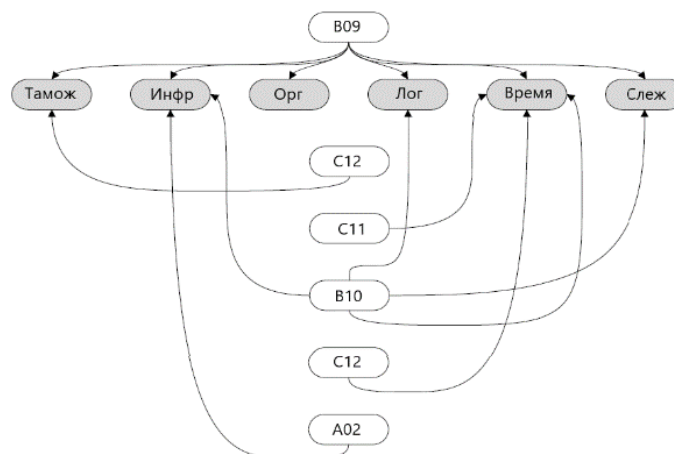 B09
Тамож
Инфр
Орг
Лог
Время
Слеж
C12
C11
B10
C12
A02